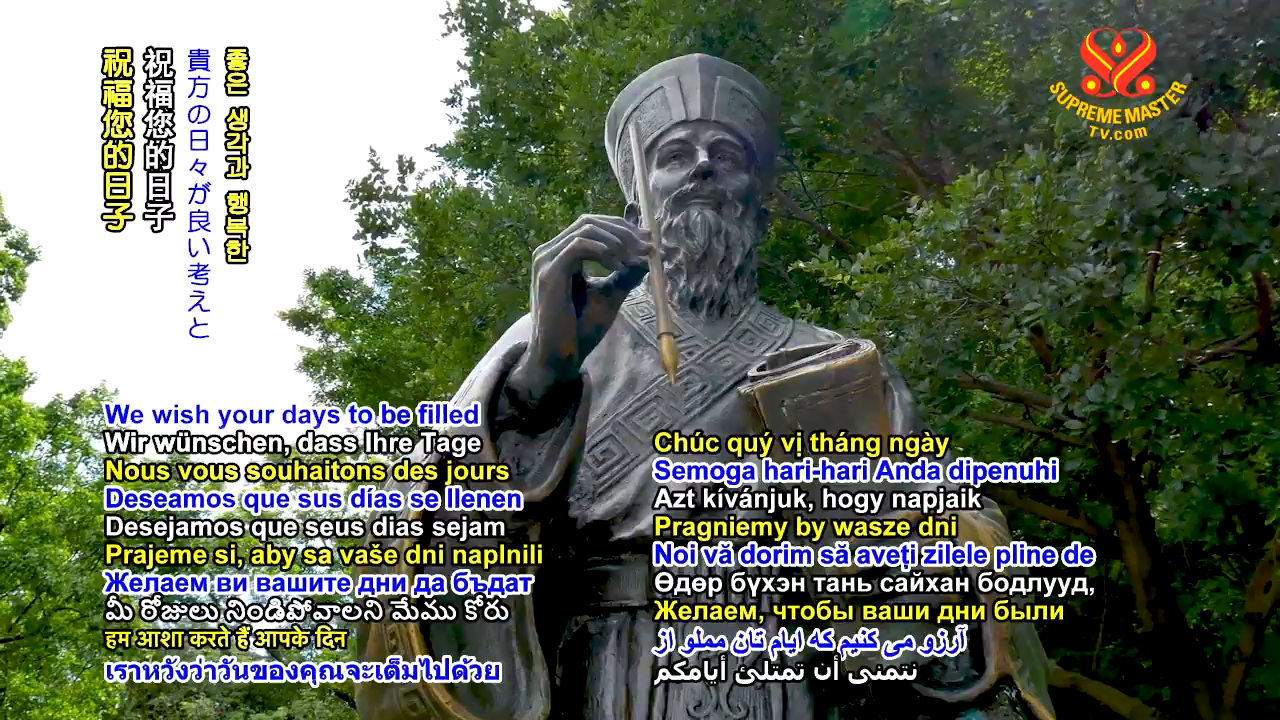 祝福您的日子
祝福您的日子
貴方の日々が良い考えと
좋은 생각과 행복한
SUPREME MASTER
TV.com
We wish your days to be filled
Wir wünschen, dass Ihre Tage
Nous vous souhaitons des jours
Deseamos que sus días se llenen
Desejamos que seus dias sejam
Prajeme si, aby sa vaše dni naplnili
Желаем ви вашите дни да бъдат
మీ రోజులు నిండిపోవాలని మేము కోరు
हम आशा करते हैं आपके दिन
เราหวังว่าวันของคุณจะเต็มไปด้วย
Chúc quý vị tháng ngày
Semoga hari-hari Anda dipenuhi
Azt kívánjuk, hogy napjaik
Pragniemy by wasze dni
Noi vă dorim să aveți zilele pline de
Өдөр бүхэн тань сайхан бодлууд,
Желаем, чтобы ваши дни были
آرزو می کنیم که ایام تان مملو از
نتمنى أن تمتلئ أيامكم